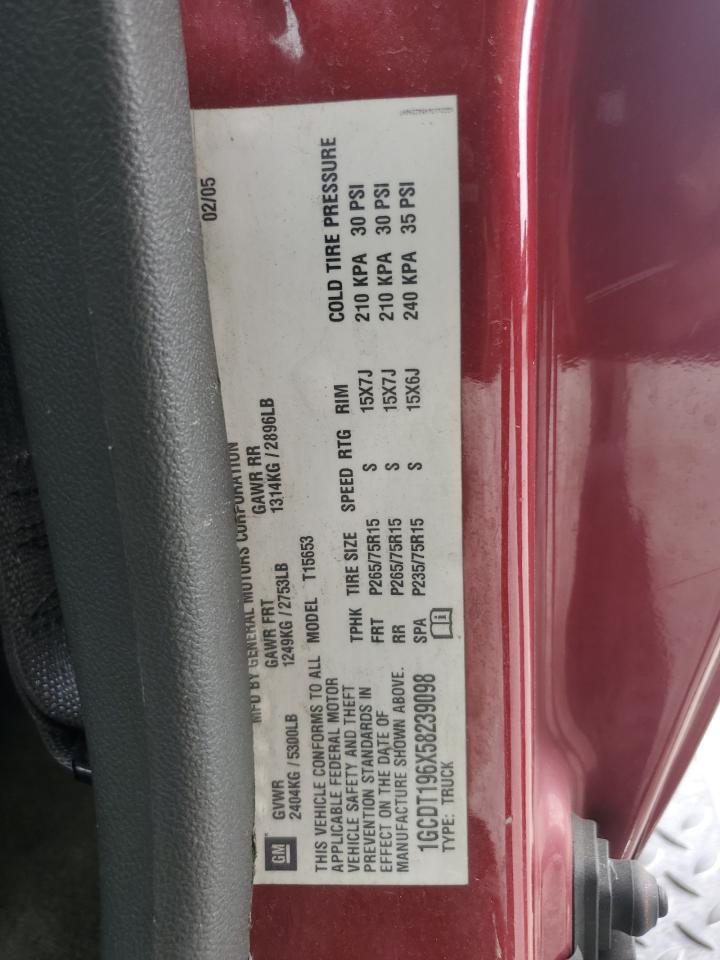 MFD BY GENERAL MOTORS CORPORATION 02/05
GM
GVWR GAWR FRT GAWR RR
2404KG/5300LB 1249KG/2753LB 1314KG/2896LB
THIS VEHICLE CONFORMS TO ALL
APPLICABLE FEDERAL MOTOR
VEHICLE SAFETY AND THEFT
PREVENTION STANDARDS IN
EFFECT ON THE DATE OF
MANUFACTURE SHOWN ABOVE.
1GCDT196X58239098
TYPE: TRUCK
MODEL T15653
TPHK TIRE SIZE SPEED RTG RIM COLD TIRE PRESSURE
FRT P265/75R15 S 15X7J 210 KPA 30 PSI
RR P265/75R15 S 15X7J 210 KPA 30 PSI
SPA P235/75R15 S 15X6J 240 KPA 35 PSI